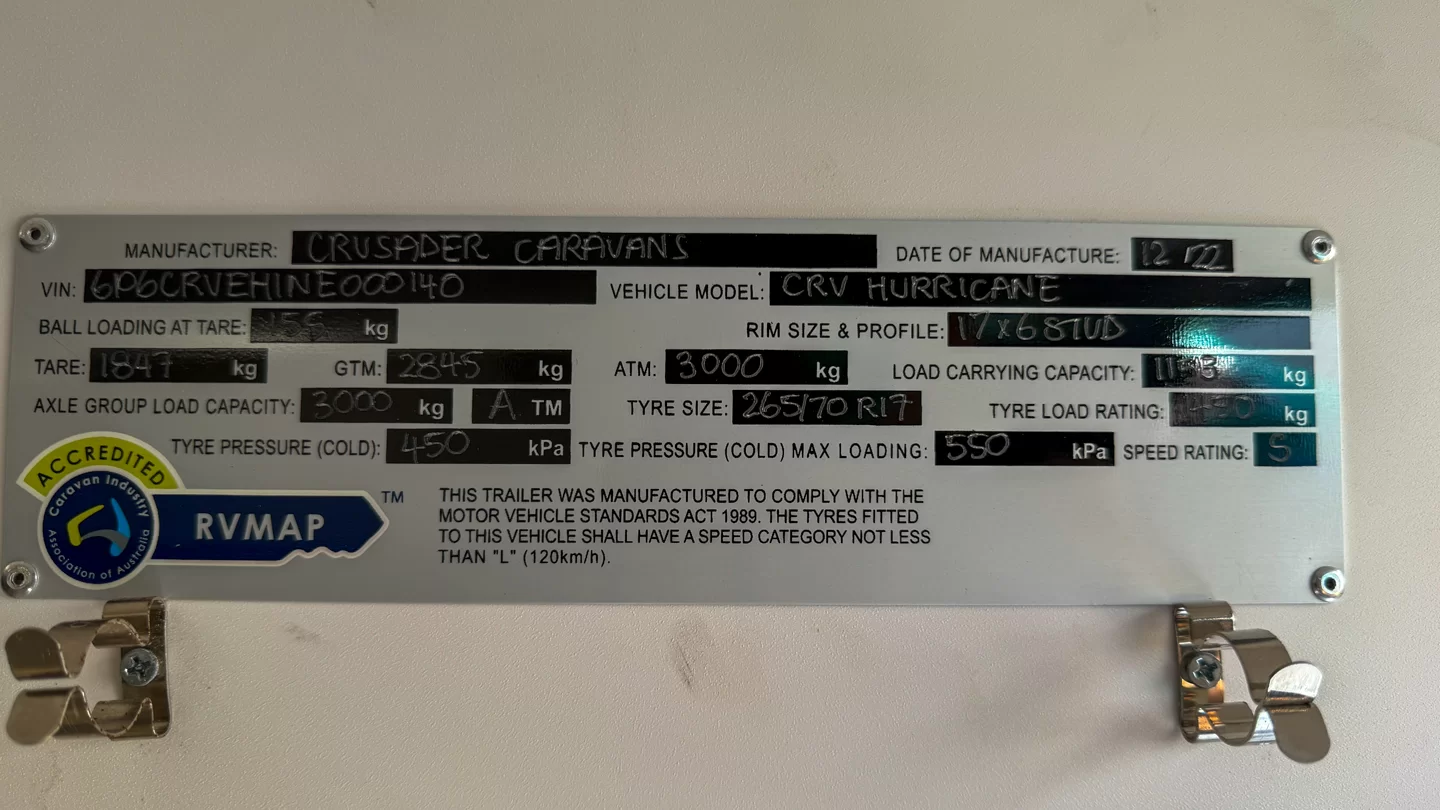 MANUFACTURER: CRUSADER CARAVANS DATE OF MANUFACTURE: 12/22
VIN: 6P6CRVEHINE000140 VEHICLE MODEL: CRV HURRICANE
BALL LOADING AT TARE: kg RIM SIZE & PROFILE: 17x6 8TUD
TARE: 1847 kg GTM: 2845 kg ATM: 3000 kg LOAD CARRYING CAPACITY: kg
AXLE GROUP LOAD CAPACITY: 3000 kg A TM TYRE SIZE: 265/70 R17 TYRE LOAD RATING: kg
TYRE PRESSURE (COLD): 450 kPa TYRE PRESSURE (COLD) MAX LOADING: 550 kPa SPEED RATING: S
ACCREDITED
Caravan Industry
Association of Australia
RVMAP TM
THIS TRAILER WAS MANUFACTURED TO COMPLY WITH THE
MOTOR VEHICLE STANDARDS ACT 1989. THE TYRES FITTED
TO THIS VEHICLE SHALL HAVE A SPEED CATEGORY NOT LESS
THAN "L" (120km/h).